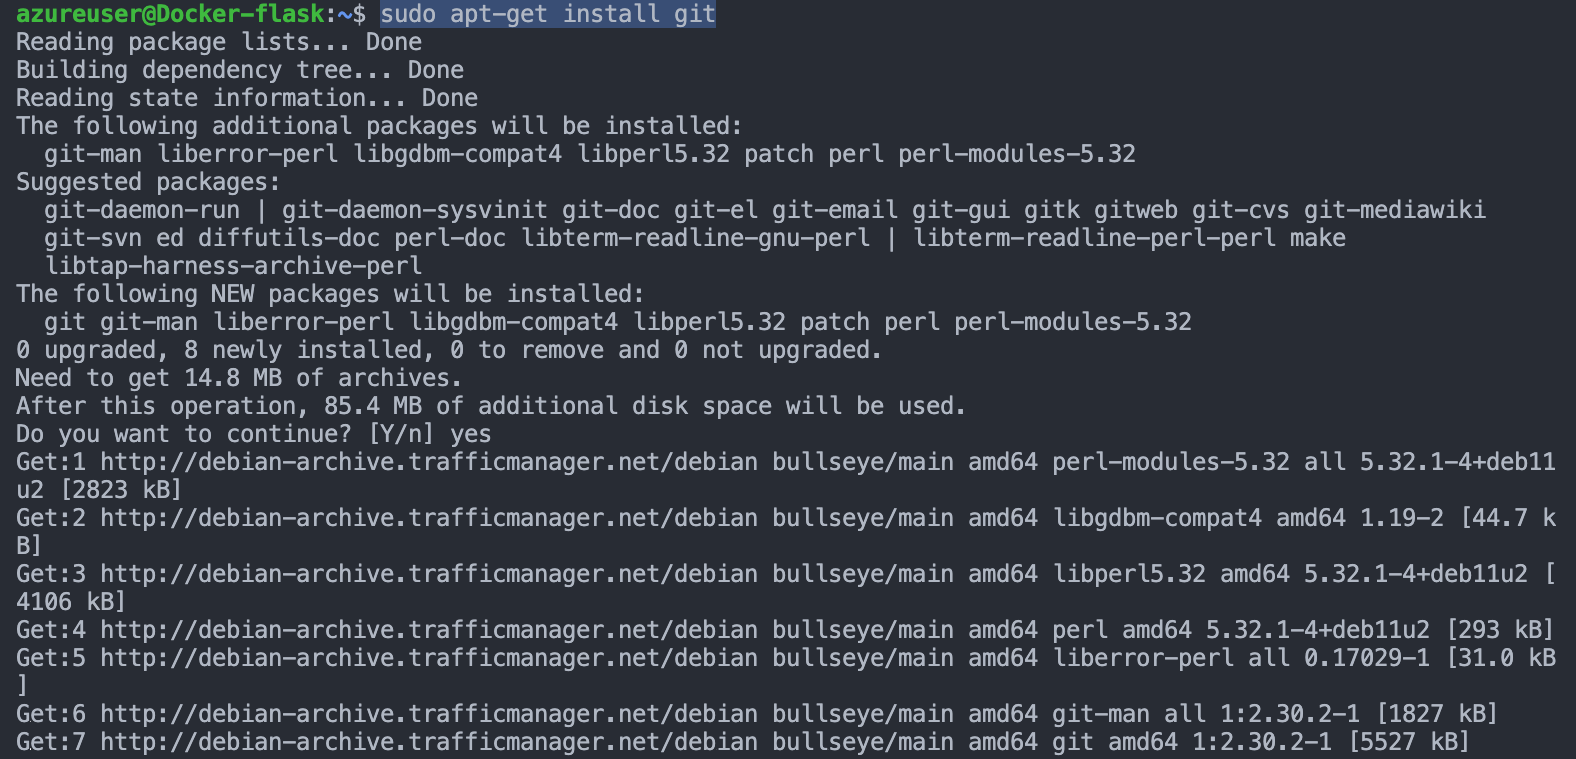 azureuser@Docker-flask:~$ sudo apt-get install git
Reading package lists... Done
Building dependency tree... Done
Reading state information... Done
The following additional packages will be installed:
  git-man liberror-perl libgdbm-compat4 libperl5.32 patch perl perl-modules-5.32
Suggested packages:
  git-daemon-run | git-daemon-sysvinit git-doc git-el git-email git-gui gitk gitweb git-cvs git-mediawiki
  git-svn ed diffutils-doc perl-doc libterm-readline-gnu-perl | libterm-readline-perl-perl make
  libtap-harness-archive-perl
The following NEW packages will be installed:
  git git-man liberror-perl libgdbm-compat4 libperl5.32 patch perl perl-modules-5.32
0 upgraded, 8 newly installed, 0 to remove and 0 not upgraded.
Need to get 14.8 MB of archives.
After this operation, 85.4 MB of additional disk space will be used.
Do you want to continue? [Y/n] yes
Get:1 http://debian-archive.trafficmanager.net/debian bullseye/main amd64 perl-modules-5.32 all 5.32.1-4+deb11
u2 [2823 kB]
Get:2 http://debian-archive.trafficmanager.net/debian bullseye/main amd64 libgdbm-compat4 amd64 1.19-2 [44.7 k
B]
Get:3 http://debian-archive.trafficmanager.net/debian bullseye/main amd64 libperl5.32 amd64 5.32.1-4+deb11u2 [
4106 kB]
Get:4 http://debian-archive.trafficmanager.net/debian bullseye/main amd64 perl amd64 5.32.1-4+deb11u2 [293 kB]
Get:5 http://debian-archive.trafficmanager.net/debian bullseye/main amd64 liberror-perl all 0.17029-1 [31.0 kB
]
Get:6 http://debian-archive.trafficmanager.net/debian bullseye/main amd64 git-man all 1:2.30.2-1 [1827 kB]
Get:7 http://debian-archive.trafficmanager.net/debian bullseye/main amd64 git amd64 1:2.30.2-1 [5527 kB]